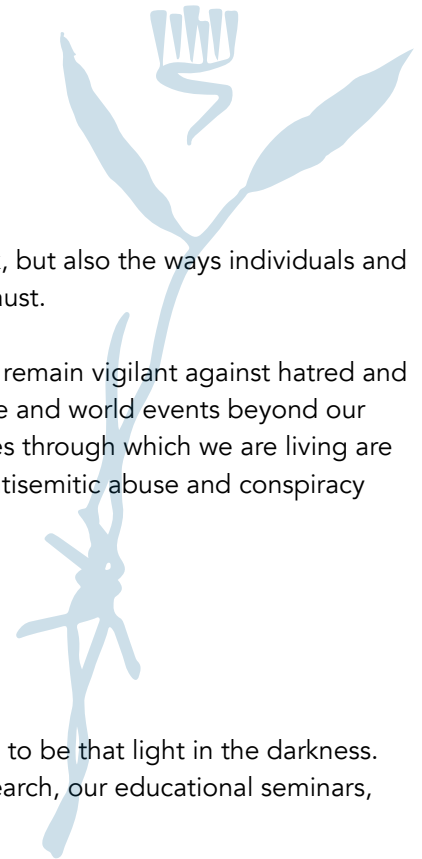 , but also the ways individuals and
ust.
remain vigilant against hatred and
e and world events beyond our
es through which we are living are
tisemitic abuse and conspiracy
to be that light in the darkness.
earch, our educational seminars,